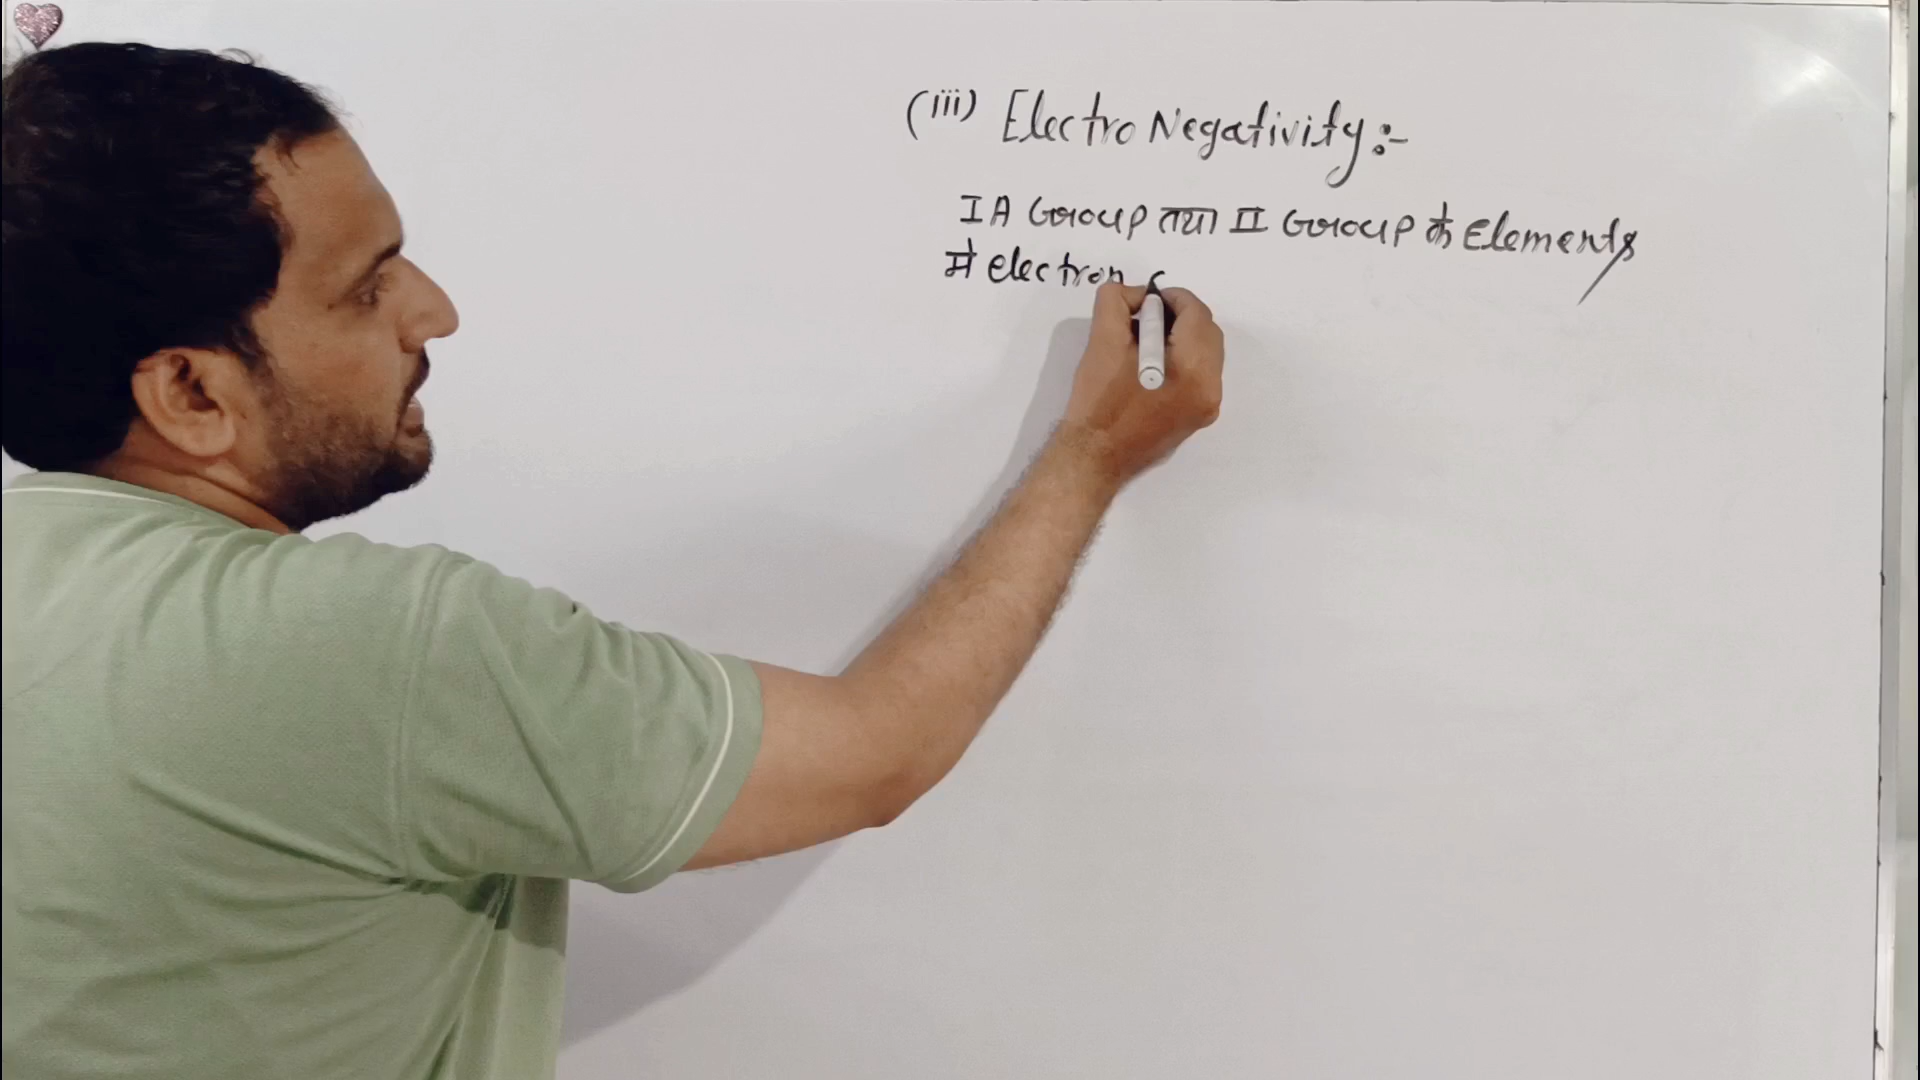 (iii) Electro Negativity:-
I A Group तथा II Group के Elements
में electron